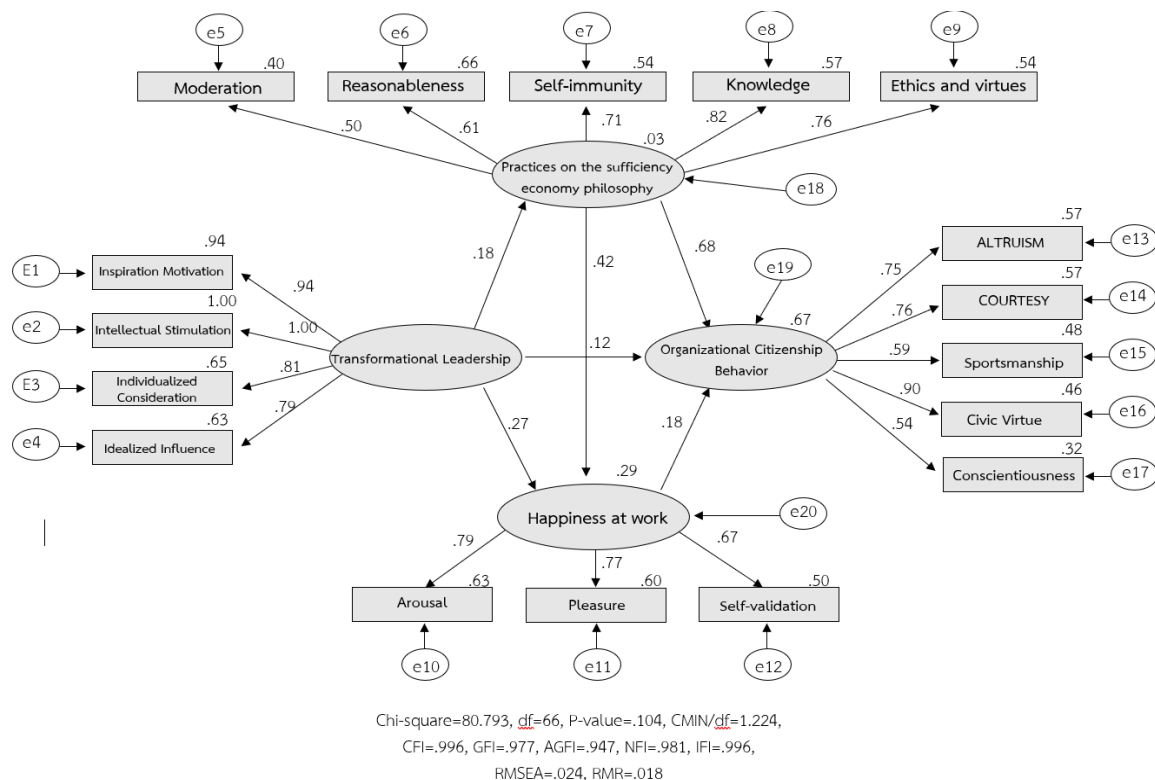 e5
e6
e7
e8
e9
.40
.66
.54
.57
.54
Moderation
Reasonableness
Self-immunity
Knowledge
Ethics and virtues
.50
.61
.71
.82
.76
.03
Practices on the sufficiency
economy philosophy
e18
.94
E1
Inspiration Motivation
.94
1.00
e2
Intellectual Stimulation
1.00
.65
E3
Individualized
Consideration
.81
.63
e4
Idealized Influence
.79
Transformational Leadership
.18
.42
.68
.12
.27
.18
e19
.67
Organizational Citizenship
Behavior
.57
ALTRUISM
e13
.75
.57
COURTESY
e14
.76
.48
Sportsmanship
e15
.59
.46
Civic Virtue
e16
.90
.32
Conscientiousness
e17
.54
.29
Happiness at work
e20
.79
.77
.67
.63
.60
.50
Arousal
Pleasure
Self-validation
e10
e11
e12
Chi-square=80.793, df=66, P-value=.104, CMIN/df=1.224,
CFI=.996, GFI=.977, AGFI=.947, NFI=.981, IFI=.996,
RMSEA=.024, RMR=.018